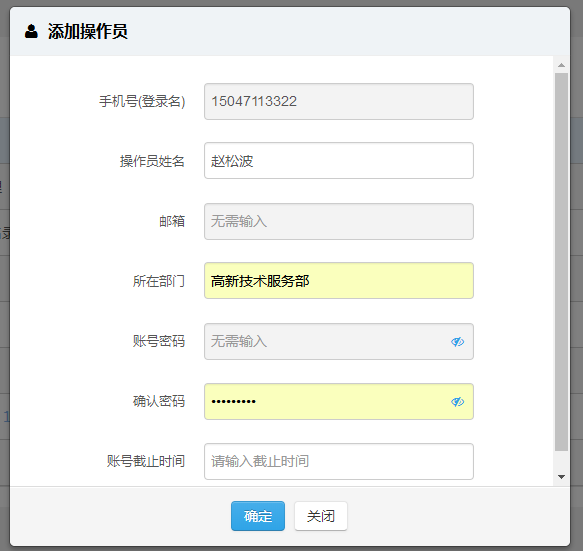 添加操作员
手机号(登录名) 15047113322
操作员姓名 赵松波
邮箱 无需输入
所在部门 高新技术服务部
账号密码 无需输入
确认密码 •••••••••
账号截止时间 请输入截止时间
确定 关闭